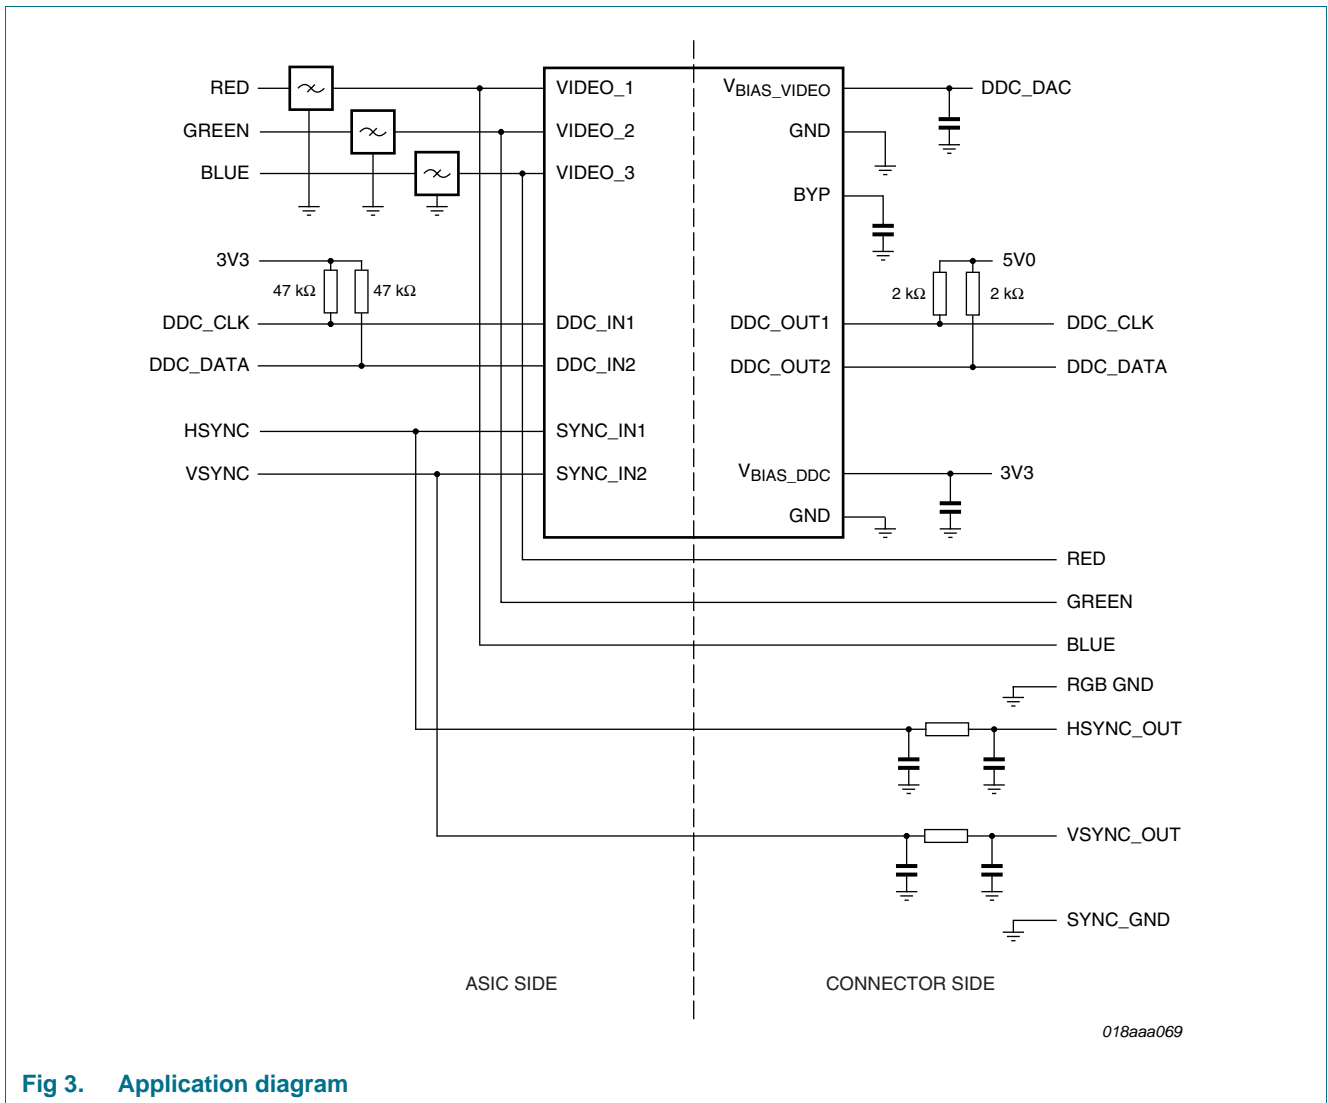 RED
GREEN
BLUE
3V3
47 kΩ
47 kΩ
DDC_CLK
DDC_DATA
HSYNC
VSYNC
VIDEO_1
VIDEO_2
VIDEO_3
DDC_IN1
DDC_IN2
SYNC_IN1
SYNC_IN2
VBIAS_VIDEO
GND
BYP
DDC_OUT1
DDC_OUT2
VBIAS_DDC
GND
DDC_DAC
5V0
2 kΩ
2 kΩ
DDC_CLK
DDC_DATA
3V3
RED
GREEN
BLUE
RGB GND
HSYNC_OUT
VSYNC_OUT
SYNC_GND
ASIC SIDE
CONNECTOR SIDE
018aaa069
Fig 3. Application diagram